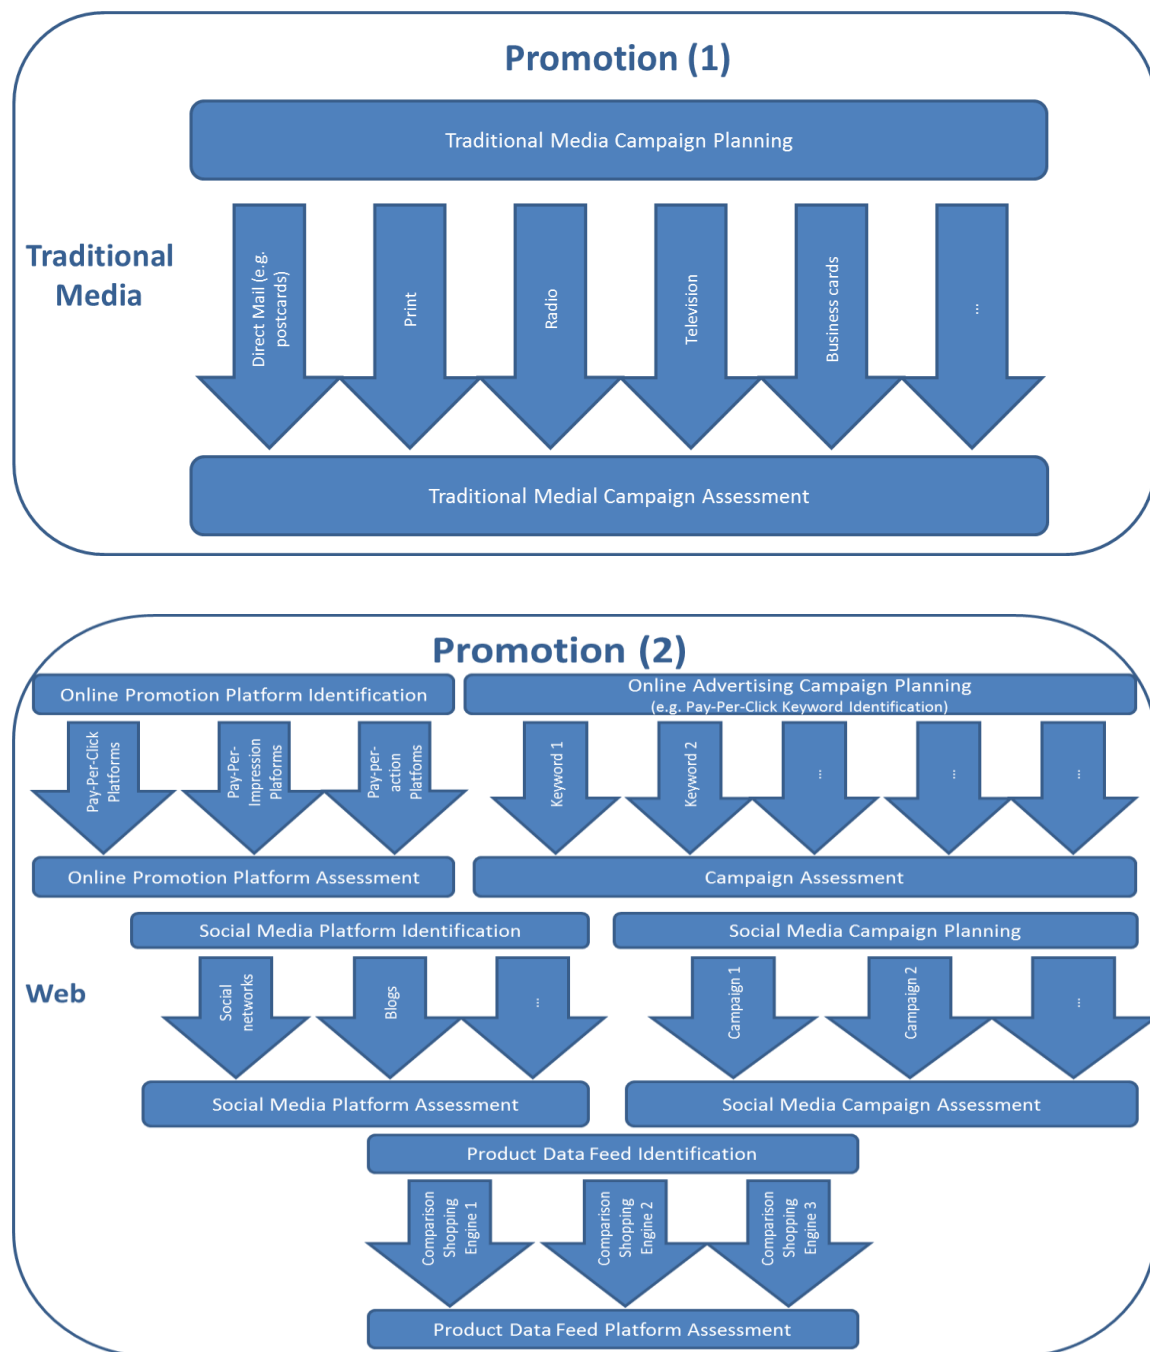 Promotion (1)
Traditional Media Campaign Planning
Traditional
Media
Direct Mail (e.g.
postcards)
Print
Radio
Television
Business cards
...
Traditional Medial Campaign Assessment
Promotion (2)
Online Promotion Platform Identification
Online Advertising Campaign Planning
(e.g. Pay-Per-Click Keyword Identification)
Pay-Per-Click
Platforms
Pay-Per-
Impression
Plaforms
Pay-per-
action
Platfoms
Keyword 1
Keyword 2
...
...
...
Online Promotion Platform Assessment
Campaign Assessment
Social Media Platform Identification
Social Media Campaign Planning
Web
Social
networks
Blogs
...
Campaign 1
Campaign 2
...
Social Media Platform Assessment
Social Media Campaign Assessment
Product Data Feed Identification
Comparison
Shopping
Engine 1
Comparison
Shopping
Engine 2
Comparison
Shopping
Engine 3
Product Data Feed Platform Assessment